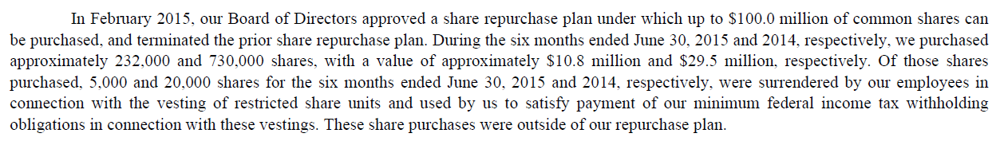 In February 2015, our Board of Directors approved a share repurchase plan under which up to $100.0 million of common shares can
be purchased, and terminated the prior share repurchase plan. During the six months ended June 30, 2015 and 2014, respectively, we purchased
approximately 232,000 and 730,000 shares, with a value of approximately $10.8 million and $29.5 million, respectively. Of those shares
purchased, 5,000 and 20,000 shares for the six months ended June 30, 2015 and 2014, respectively, were surrendered by our employees in
connection with the vesting of restricted share units and used by us to satisfy payment of our minimum federal income tax withholding
obligations in connection with these vestings. These share purchases were outside of our repurchase plan.